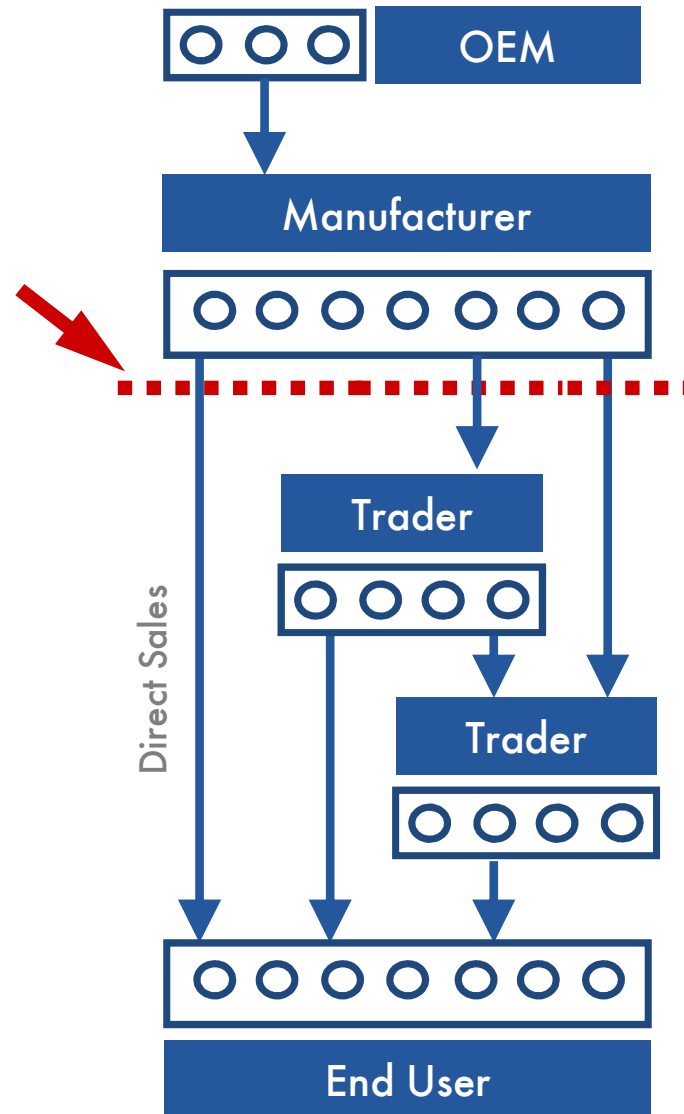 OEM
Manufacturer
Trader
Direct Sales
Trader
End User